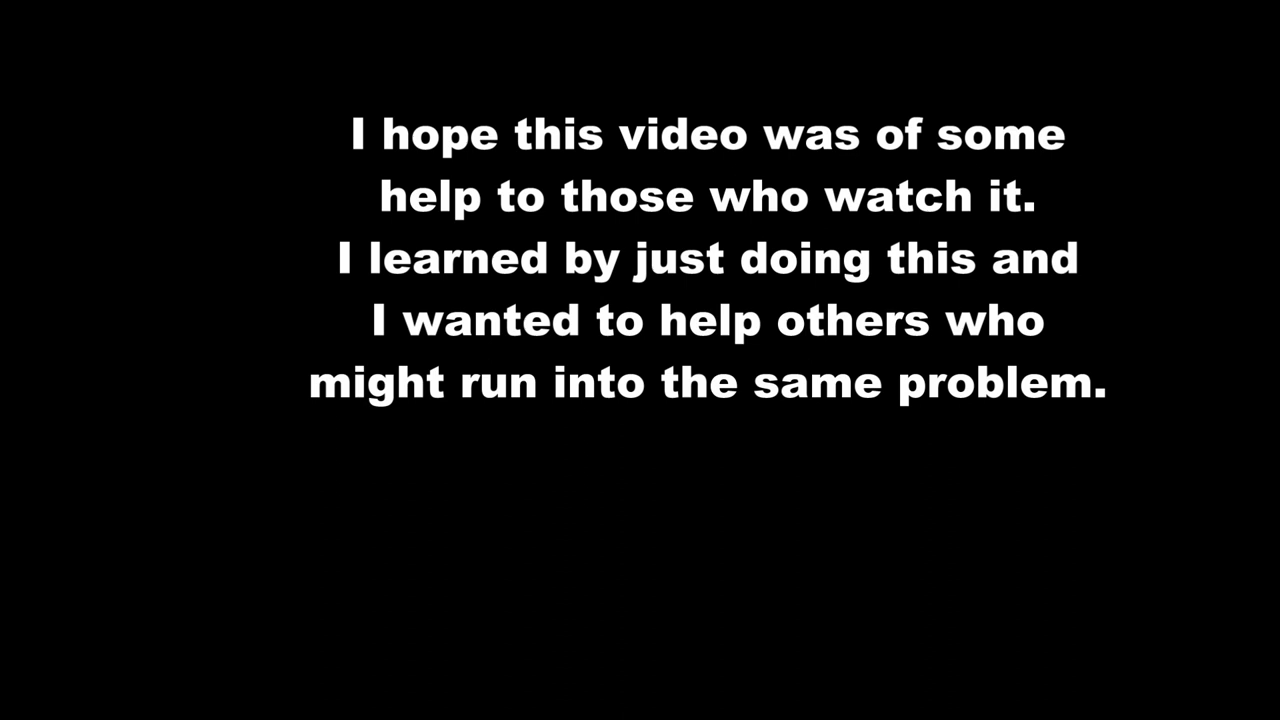 I hope this video was of some
help to those who watch it.
I learned by just doing this and
I wanted to help others who
might run into the same problem.